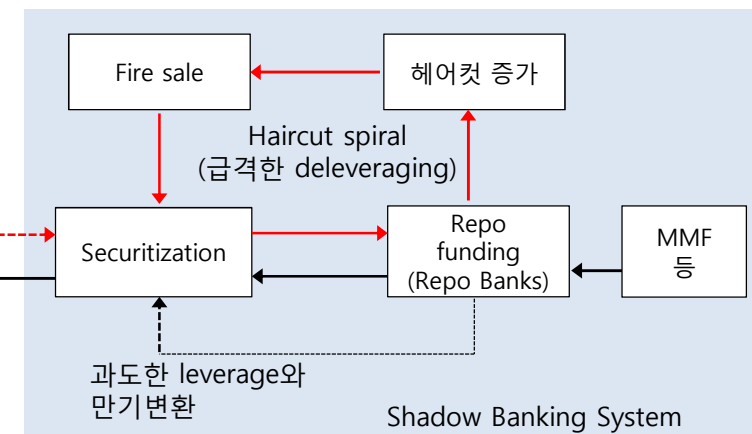 Fire sale
헤어컷 증가
Haircut spiral
(급격한 deleveraging)
Securitization
Repo
funding
(Repo Banks)
MMF
등
과도한 leverage와
만기변환
Shadow Banking System